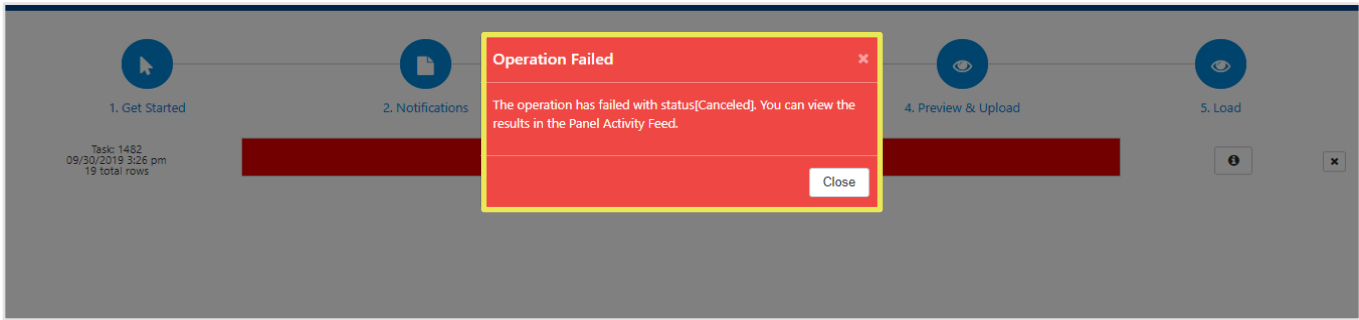 Operation Failed
The operation has failed with status[Canceled]. You can view the
results in the Panel Activity Feed.
Close
1. Get Started
2. Notifications
4. Preview & Upload
5. Load
Task: 1482
09/30/2019 3:26 pm
19 total rows